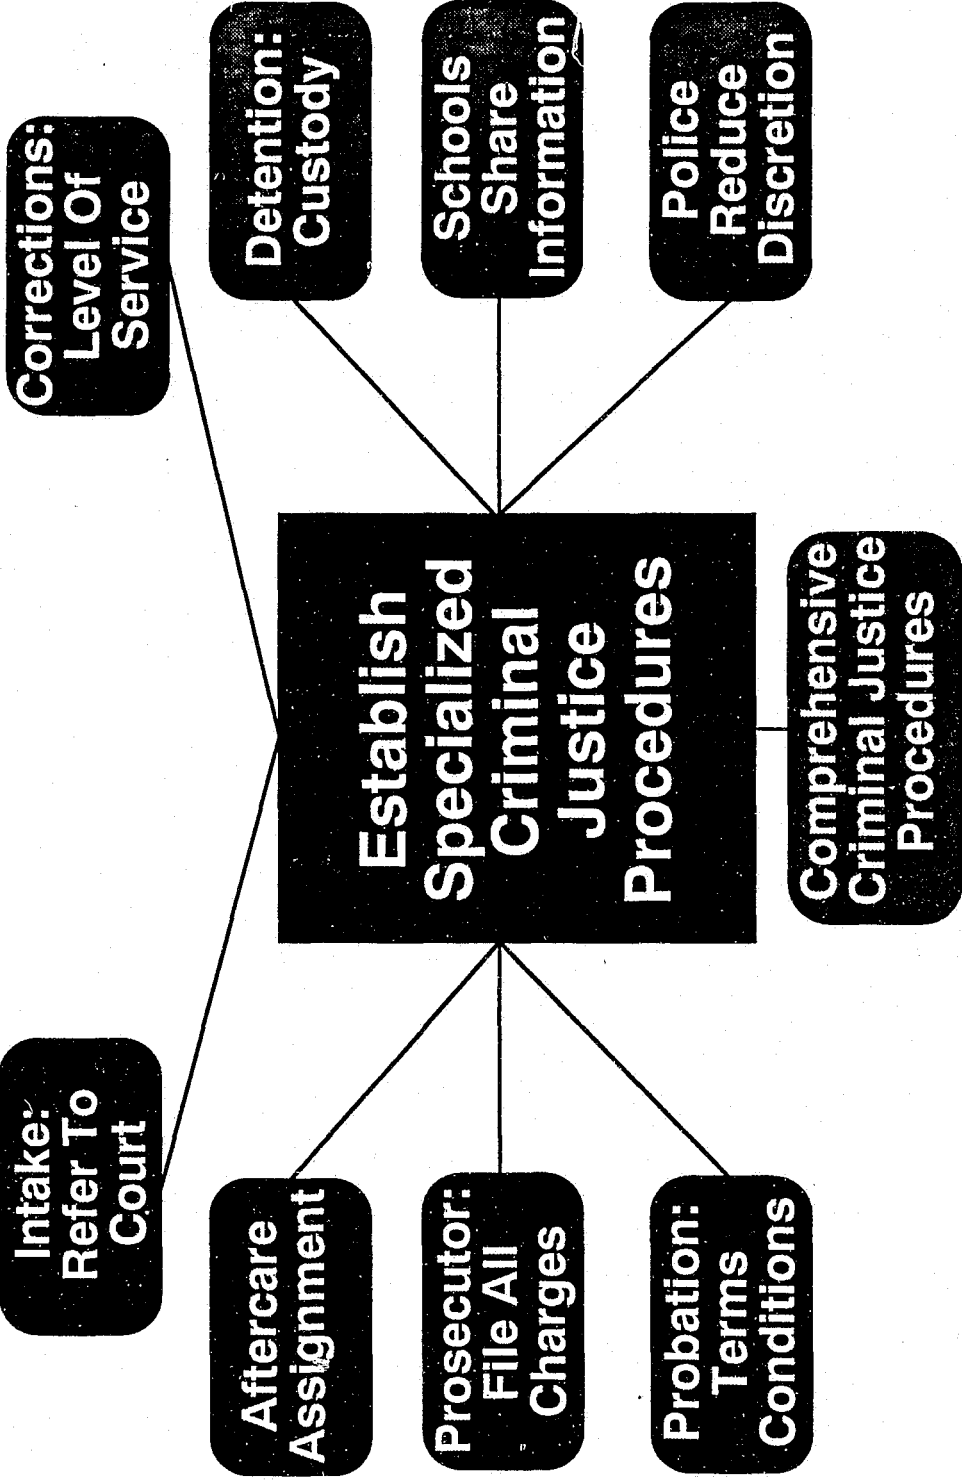 Intake:
Refer To
Court
Corrections:
Level Of
Service
Aftercare
Assignment
Establish
Specialized
Criminal
Justice
Procedures
Detention:
Custody
Prosecutor:
File All
Charges
Schools
Share
Information
Probation:
Terms
Conditions
Police
Reduce
Discretion
Comprehensive
Criminal Justice
Procedures